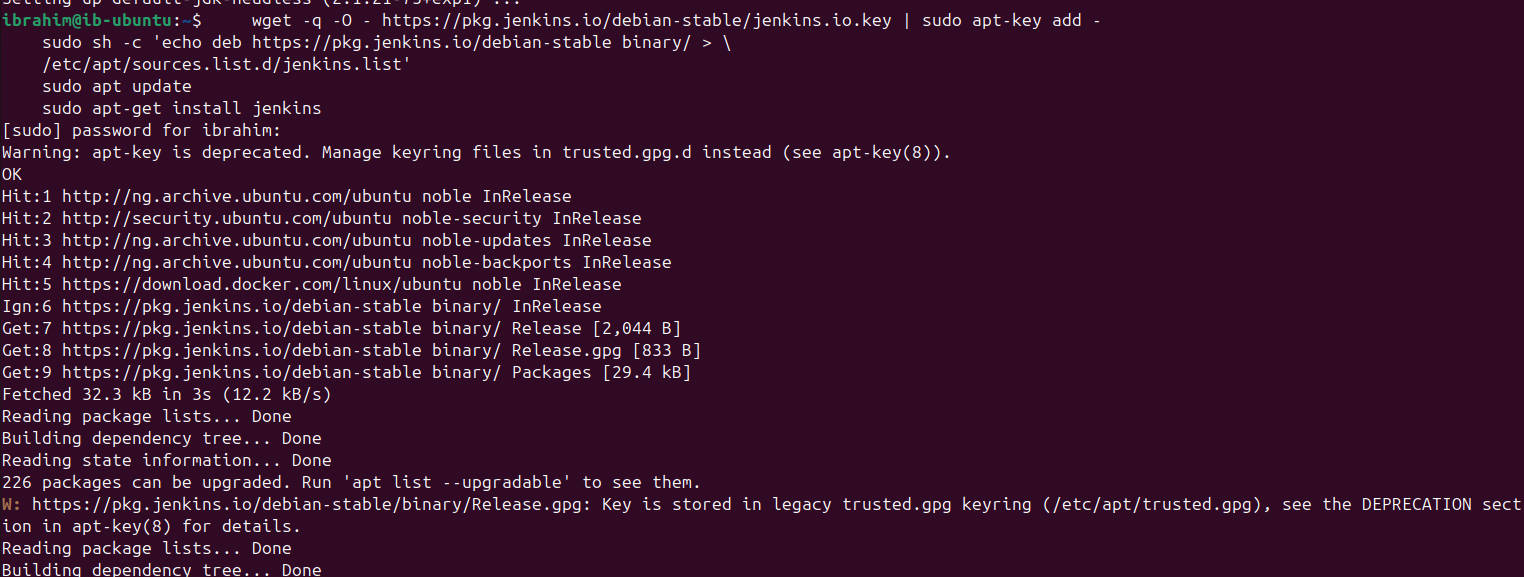 Setting up default-jdk-headless (2:1.21-75+exp1) ...
ibrahim@ib-ubuntu:~$     wget -q -O - https://pkg.jenkins.io/debian-stable/jenkins.io.key | sudo apt-key add -
    sudo sh -c 'echo deb https://pkg.jenkins.io/debian-stable binary/ > \
    /etc/apt/sources.list.d/jenkins.list'
    sudo apt update
    sudo apt-get install jenkins
[sudo] password for ibrahim:
Warning: apt-key is deprecated. Manage keyring files in trusted.gpg.d instead (see apt-key(8)).
OK
Hit:1 http://ng.archive.ubuntu.com/ubuntu noble InRelease
Hit:2 http://security.ubuntu.com/ubuntu noble-security InRelease
Hit:3 http://ng.archive.ubuntu.com/ubuntu noble-updates InRelease
Hit:4 http://ng.archive.ubuntu.com/ubuntu noble-backports InRelease
Hit:5 https://download.docker.com/linux/ubuntu noble InRelease
Ign:6 https://pkg.jenkins.io/debian-stable binary/ InRelease
Get:7 https://pkg.jenkins.io/debian-stable binary/ Release [2,044 B]
Get:8 https://pkg.jenkins.io/debian-stable binary/ Release.gpg [833 B]
Get:9 https://pkg.jenkins.io/debian-stable binary/ Packages [29.4 kB]
Fetched 32.3 kB in 3s (12.2 kB/s)
Reading package lists... Done
Building dependency tree... Done
Reading state information... Done
226 packages can be upgraded. Run 'apt list --upgradable' to see them.
W: https://pkg.jenkins.io/debian-stable/binary/Release.gpg: Key is stored in legacy trusted.gpg keyring (/etc/apt/trusted.gpg), see the DEPRECATION sect
ion in apt-key(8) for details.
Reading package lists... Done
Building dependency tree... Done